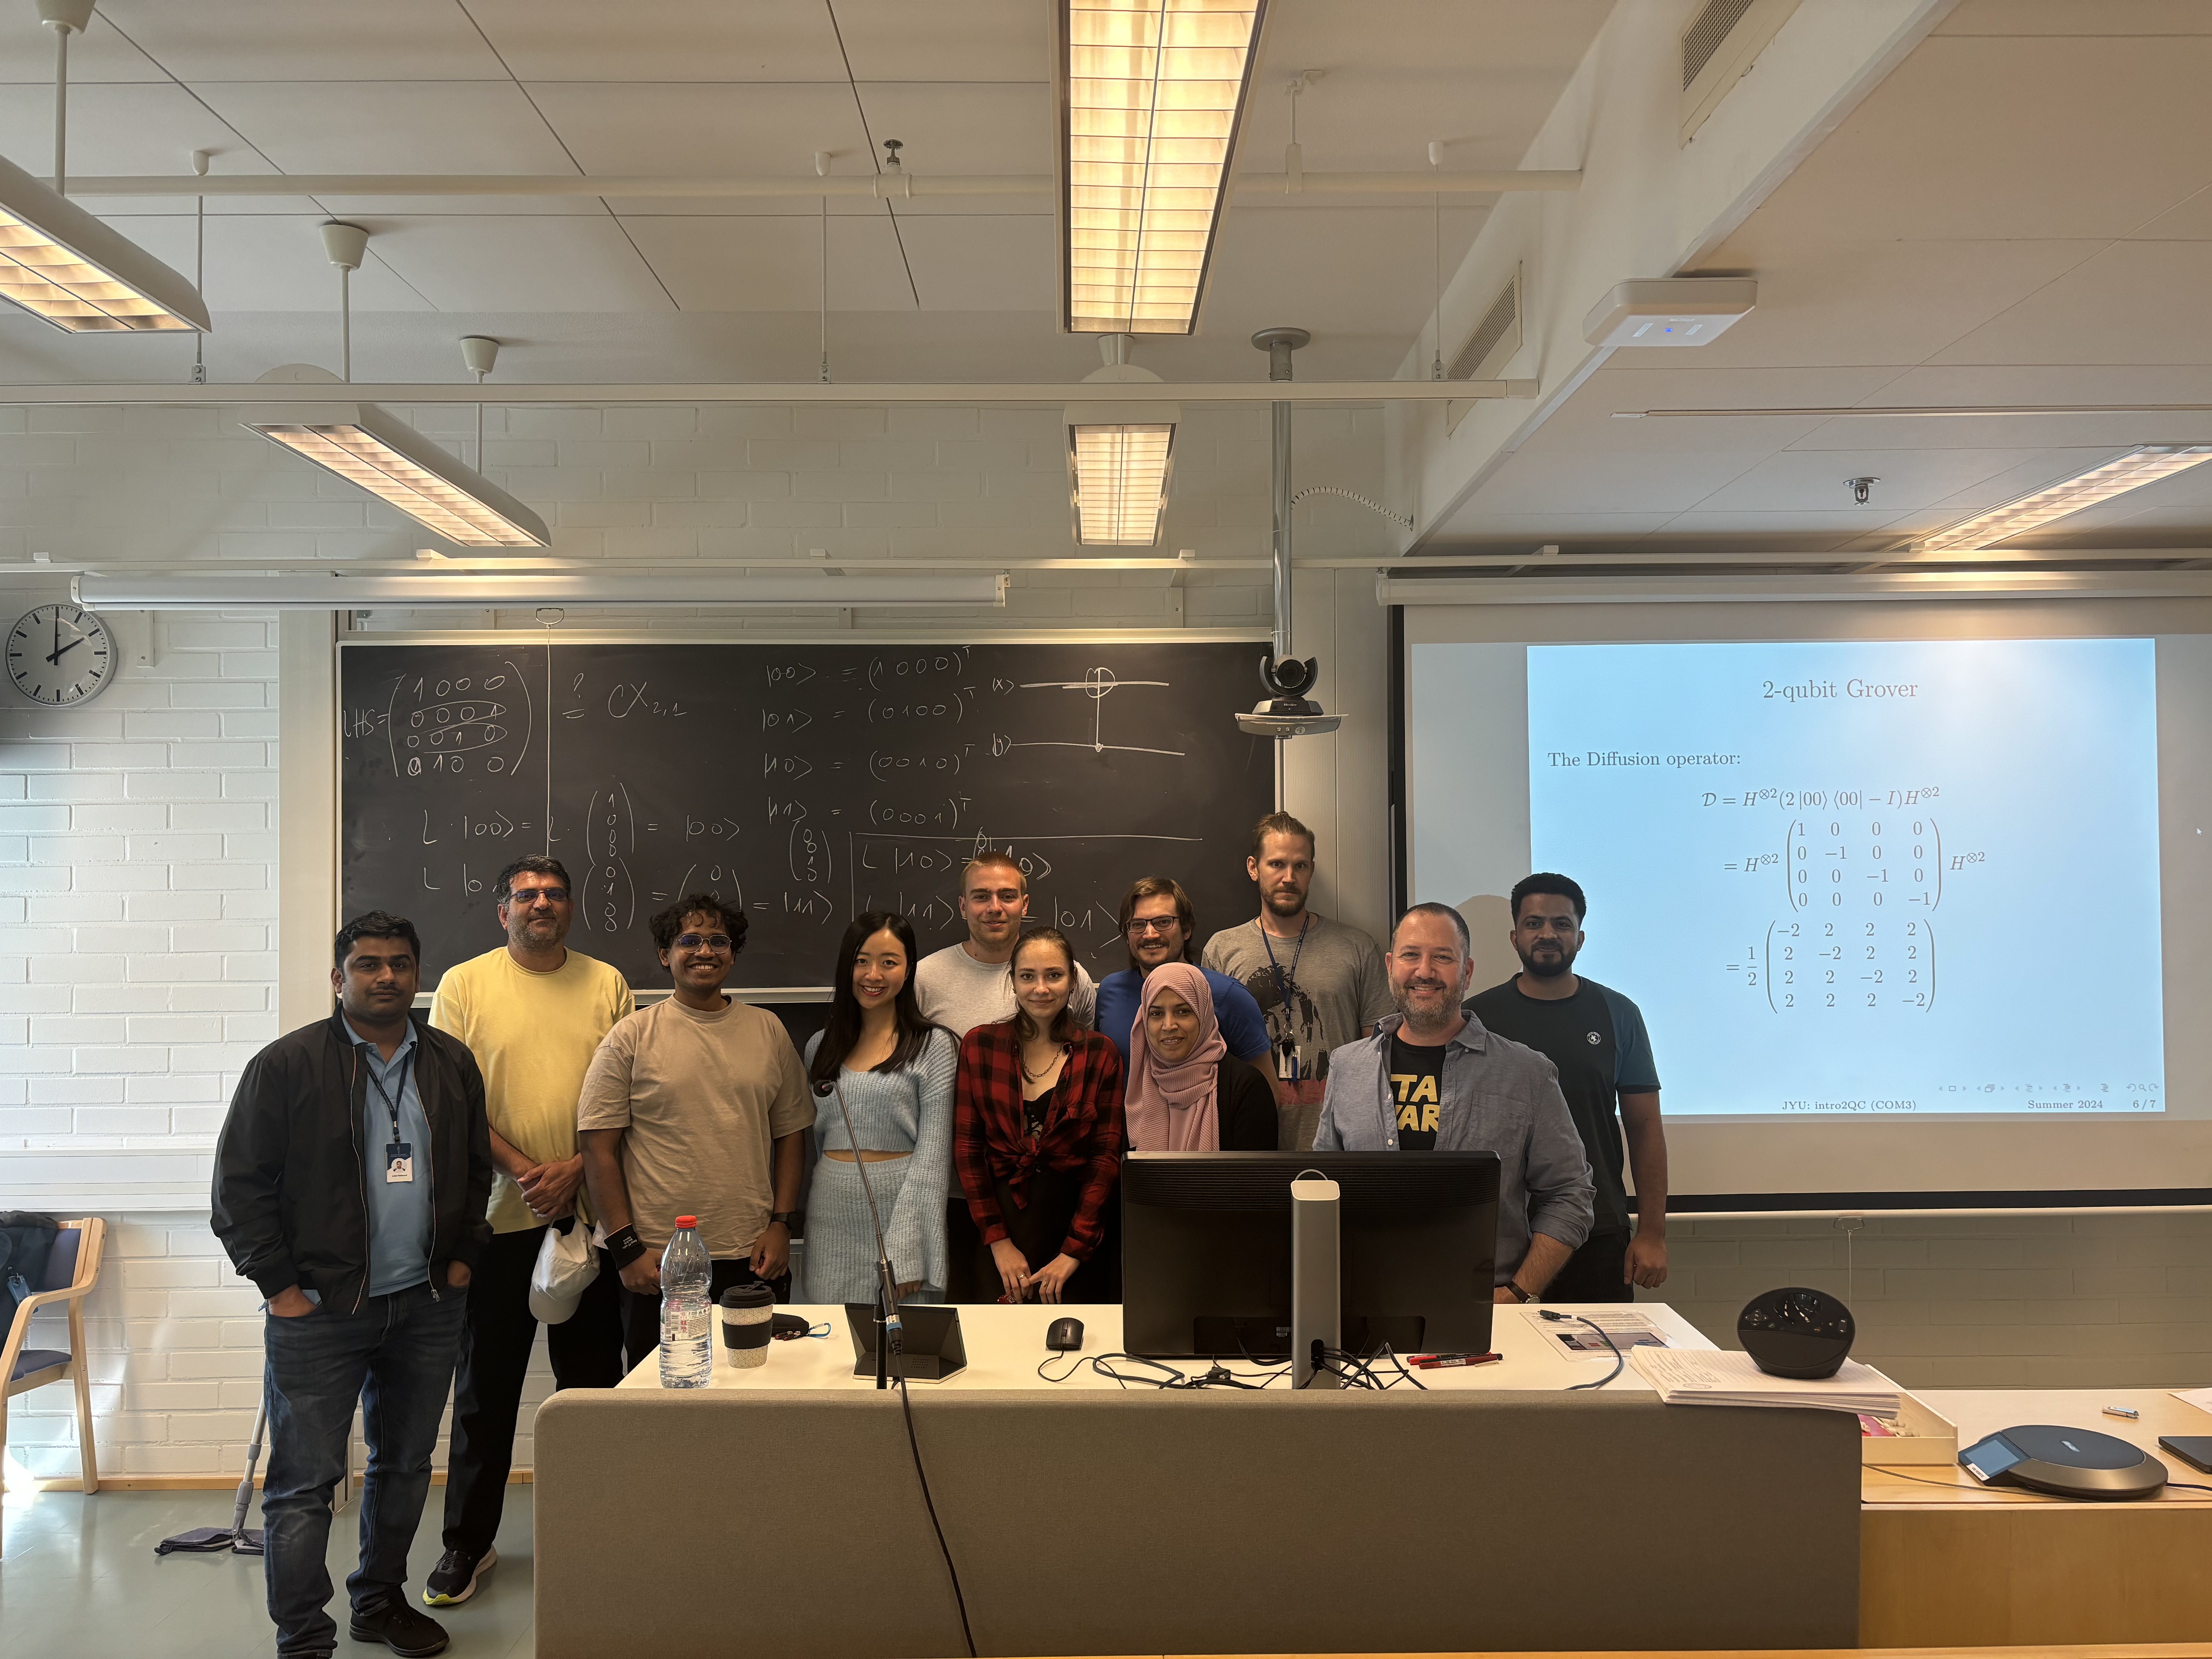 LHS = (1 0 0 0
0 0 0 1
0 0 1 0
0 1 0 0) ?= CX₂,₁
|00> = (1 0 0 0)ᵀ
|01> = (0 1 0 0)ᵀ
|10> = (0 0 1 0)ᵀ
|11> = (0 0 0 1)ᵀ
|x>
|y>
L · |00> = L · (1 0 0 0) = |00>
= |11>
L |10> = |10>
L |11> = |01>
TA
WAR
2-qubit Grover
The Diffusion operator:
𝒟 = H^⊗2 (2 |00⟩ ⟨00| − I) H^⊗2
= H^⊗2 (1 0 0 0
0 −1 0 0
0 0 −1 0
0 0 0 −1) H^⊗2
= 1/2 (−2 2 2 2
2 −2 2 2
2 2 −2 2
2 2 2 −2)
JYU: intro2QC (COM3) Summer 2024 6 / 7